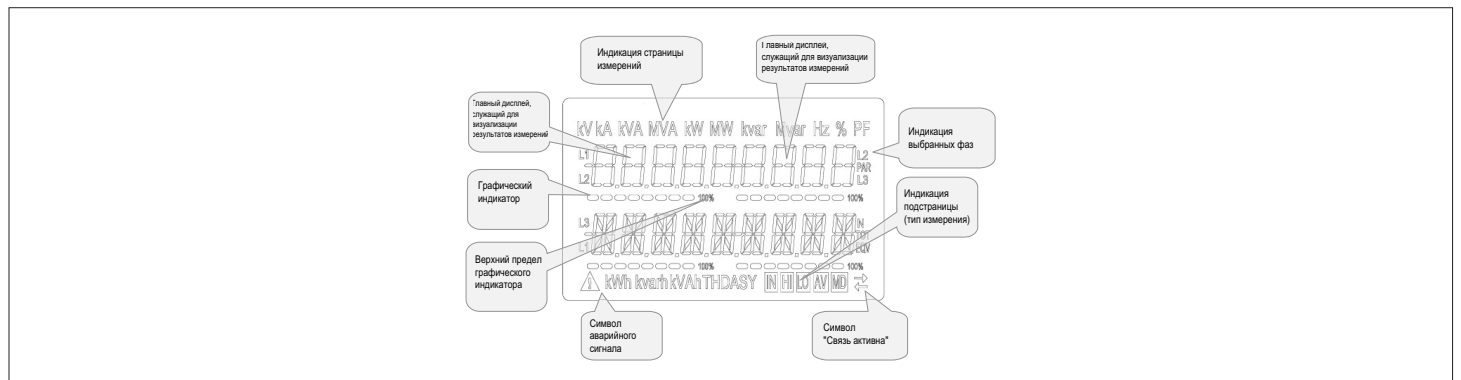 Индикация страницы
измерений
Главный дисплей,
служащий для визуализации
результатов измерений
Главный дисплей,
служащий для
визуализации
результатов измерений
kV kA kVA MVA kW MW kvar Mvar Hz % PF
Индикация
выбранных фаз
L1
L2
PAR
L2
L3
Графический
индикатор
100%
100%
Индикация
подстраницы
(тип измерения)
L3
N
TOT
L1
EQV
Верхний предел
графического
индикатора
100%
100%
kWh kvarh kVAh THDASY IN HI LO AV MD
Символ
аварийного
сигнала
Символ
"Связь активна"